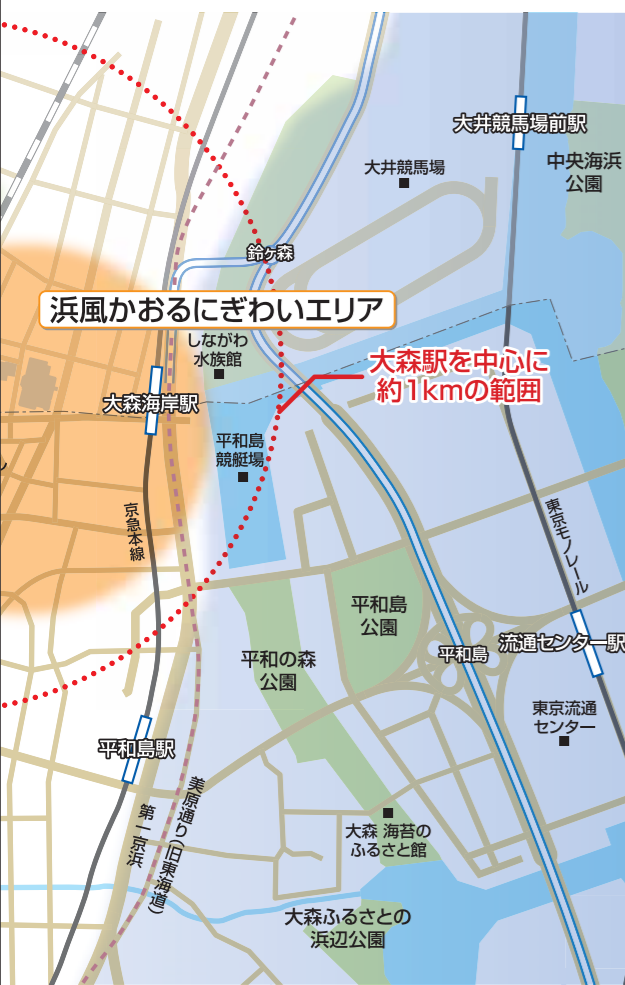 大井競馬場前駅
中央海浜
公園
大井競馬場
鈴ヶ森
浜風かおるにぎわいエリア
しながわ
水族館
大森駅を中心に
約1kmの範囲
大森海岸駅
平和島
競艇場
京急本線
東京モノレール
平和島
公園
平和島
流通センター駅
平和の森
公園
東京流通
センター
平和島駅
美原通り(旧東海道)
第一京浜
大森 海苔の
ふるさと館
大森ふるさとの
浜辺公園